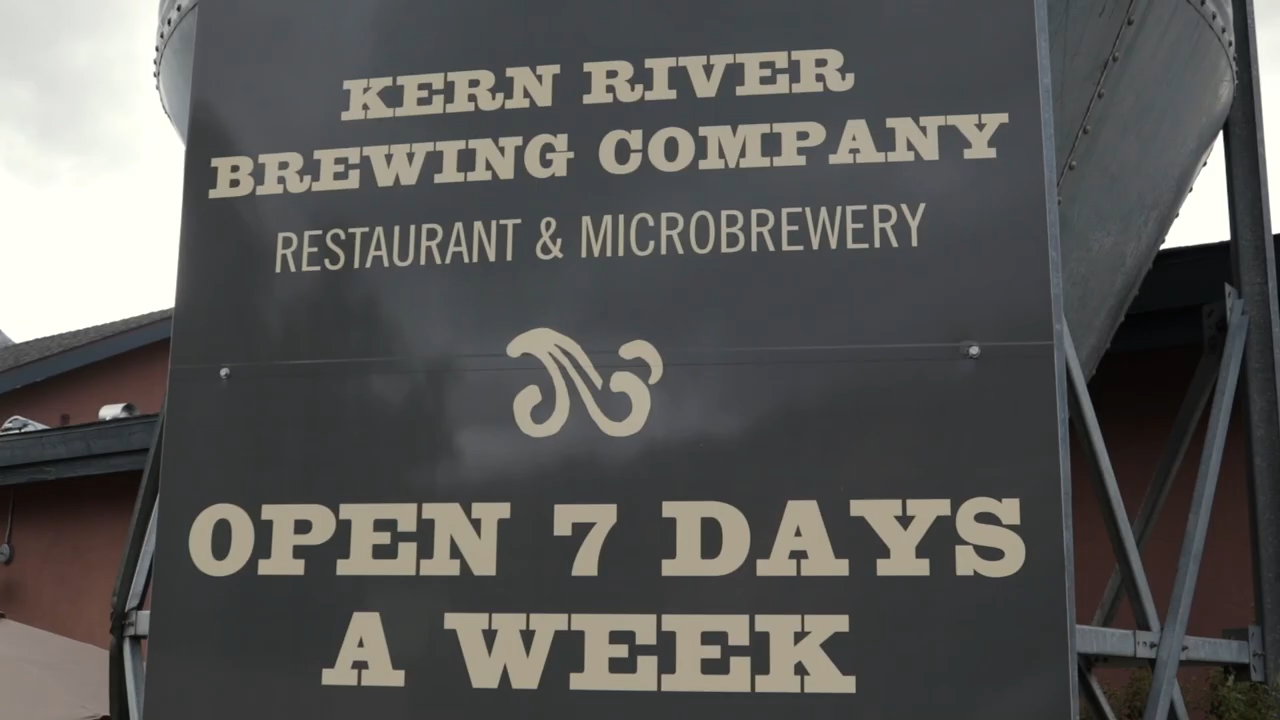 KERN RIVER
BREWING COMPANY
RESTAURANT & MICROBREWERY
OPEN 7 DAYS
A WEEK